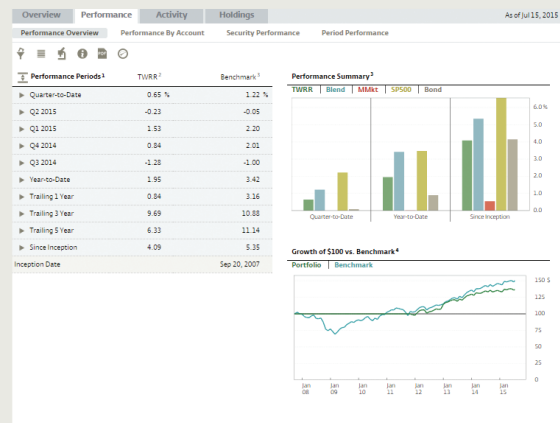 Overview Performance Activity Holdings As of Jul 15, 2015
Performance Overview Performance By Account Security Performance Period Performance
Performance Periods1 TWRR2 Benchmark3
Quarter-to-Date 0.65 % 1.22 %
Q2 2015 -0.23 -0.05
Q1 2015 1.53 2.20
Q4 2014 0.84 2.01
Q3 2014 -1.28 -1.00
Year-to-Date 1.95 3.42
Trailing 1 Year 0.84 3.16
Trailing 3 Year 9.69 10.88
Trailing 5 Year 6.33 11.14
Since Inception 4.09 5.35
Inception Date Sep 20, 2007
Performance Summary3
TWRR Blend MMkt SP500 Bond
6.0%
5.0
4.0
3.0
2.0
1.0
0.0
Quarter-to-Date Year-to-Date Since Inception
Growth of $100 vs. Benchmark4
Portfolio Benchmark
150 $
125
100
75
50
25
0
Jan Jan Jan Jan Jan Jan Jan Jan
08 09 10 11 12 13 14 15